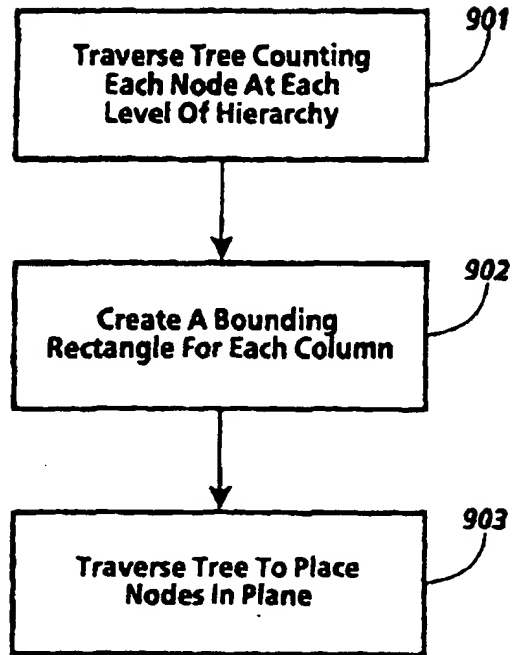 901
Traverse Tree Counting
Each Node At Each
Level Of Hierarchy
902
Create A Bounding
Rectangle For Each Column
903
Traverse Tree To Place
Nodes In Plane